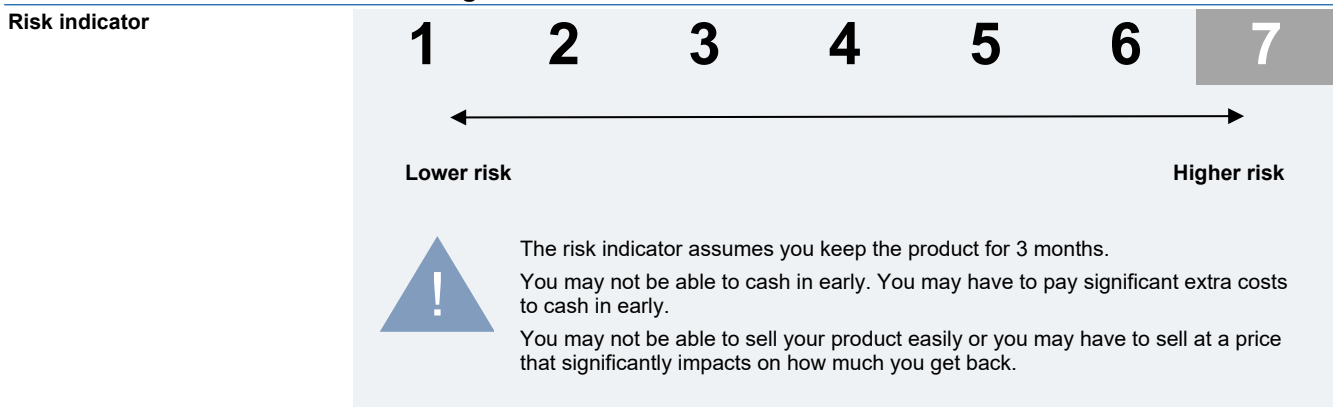 Risk indicator
1 2 3 4 5 6 7
Lower risk Higher risk
!
The risk indicator assumes you keep the product for 3 months.
You may not be able to cash in early. You may have to pay significant extra costs
to cash in early.
You may not be able to sell your product easily or you may have to sell at a price
that significantly impacts on how much you get back.